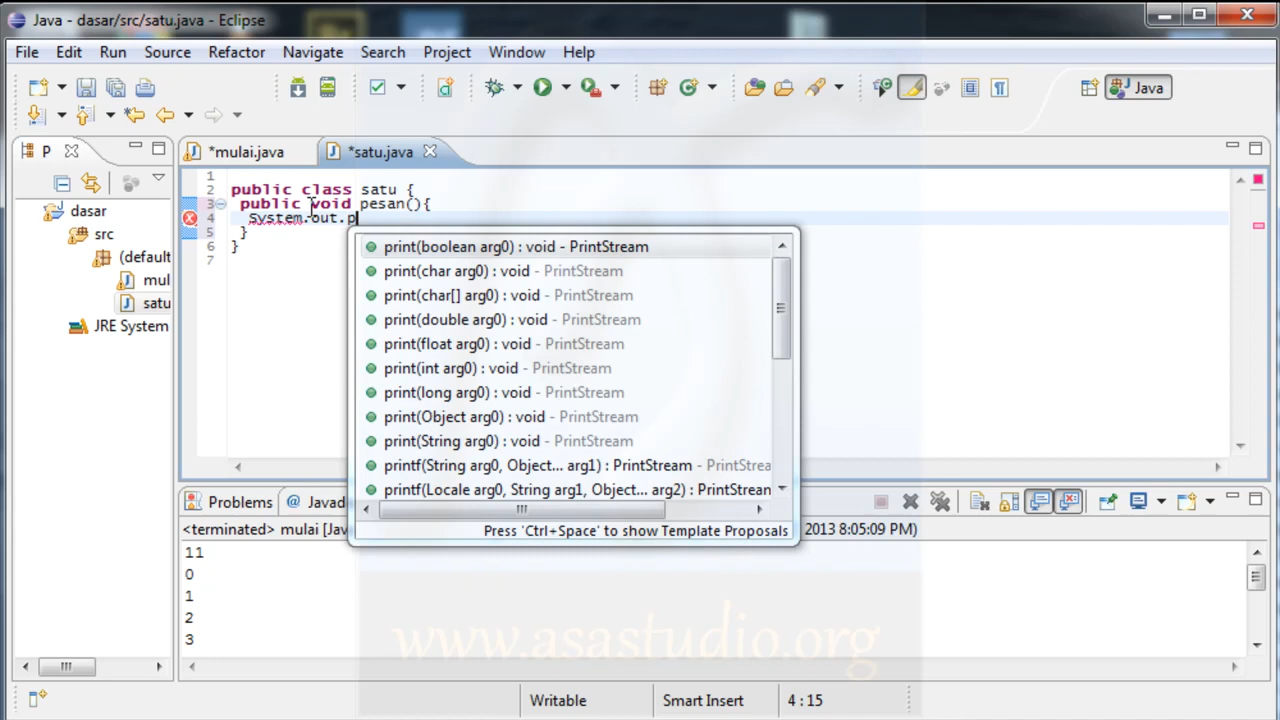 Java - dasar/src/satu.java - Eclipse
File Edit Run Source Refactor Navigate Search Project Window Help
Java
P
*mulai.java
*satu.java
dasar
src
(default
mul
satu
JRE System
1
2 public class satu {
3 public void pesan(){
4 System.out.p
5 }
6 }
7
print(boolean arg0) : void - PrintStream
print(char arg0) : void - PrintStream
print(char[] arg0) : void - PrintStream
print(double arg0) : void - PrintStream
print(float arg0) : void - PrintStream
print(int arg0) : void - PrintStream
print(long arg0) : void - PrintStream
print(Object arg0) : void - PrintStream
print(String arg0) : void - PrintStream
printf(String arg0, Object... arg1) : PrintStream - PrintStrea
printf(Locale arg0, String arg1, Object... arg2) : PrintStrean
Press 'Ctrl+Space' to show Template Proposals
Problems
@ Javad
<terminated> mulai [Jav
2013 8:05:09 PM)
11
0
1
2
3
www.asastudio.org
Writable
Smart Insert
4 : 15